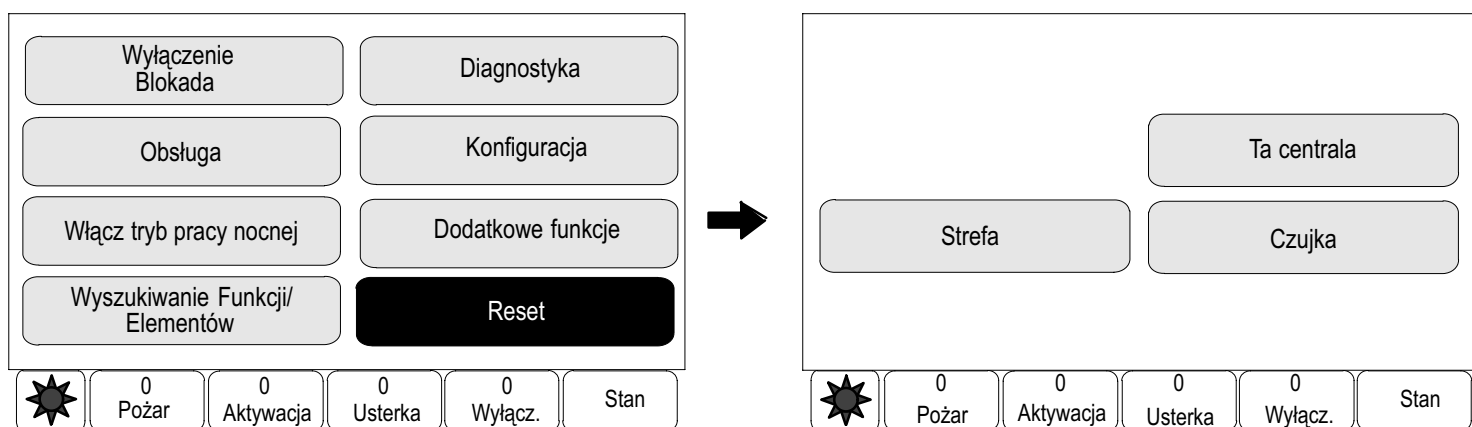 Wyłączenie
Blokada
Diagnostyka
Obsługa
Konfiguracja
Włącz tryb pracy nocnej
Dodatkowe funkcje
Wyszukiwanie Funkcji/
Elementów
Reset
0
Pożar
0
Aktywacja
0
Usterka
0
Wyłącz.
Stan
Ta centrala
Strefa
Czujka
0
Pożar
0
Aktywacja
0
Usterka
0
Wyłącz.
Stan